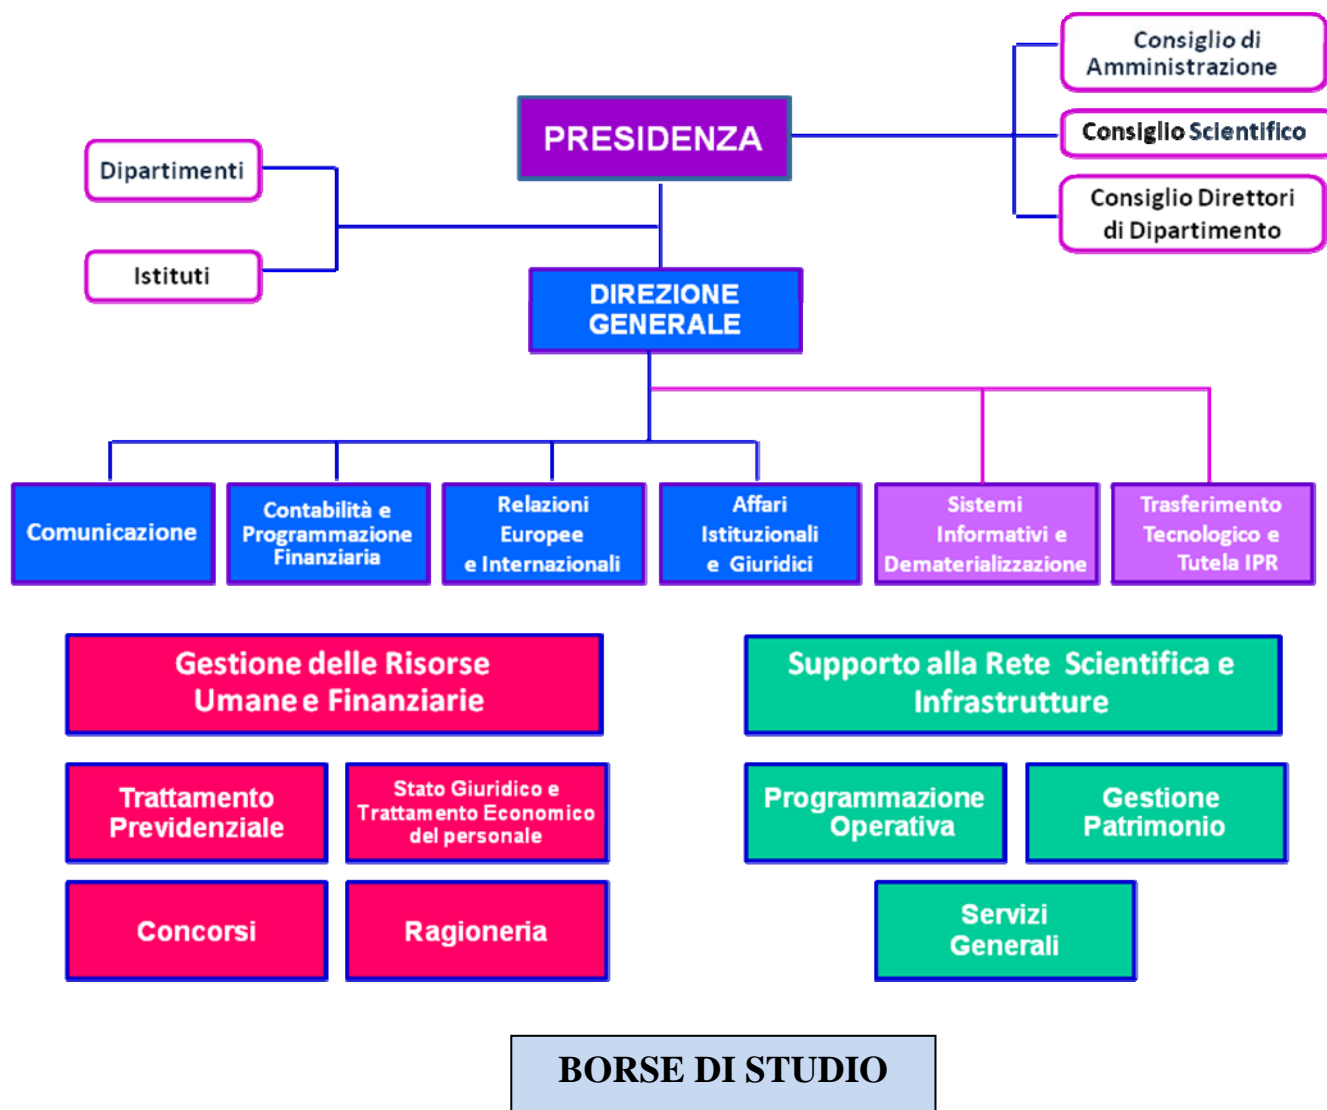 Consiglio di
Amministrazione
PRESIDENZA
Consiglio Scientifico
Dipartimenti
Consiglio Direttori
di Dipartimento
Istituti
DIREZIONE
GENERALE
Comunicazione
Contabilità e
Programmazione
Finanziaria
Relazioni
Europee
e Internazionali
Affari
Istituzionali
e Giuridici
Sistemi
Informativi e
Dematerializzazione
Trasferimento
Tecnologico e
Tutela IPR
Gestione delle Risorse
Umane e Finanziarie
Supporto alla Rete Scientifica e
Infrastrutture
Trattamento
Previdenziale
Stato Giuridico e
Trattamento Economico
del personale
Programmazione
Operativa
Gestione
Patrimonio
Concorsi
Ragioneria
Servizi
Generali
BORSE DI STUDIO